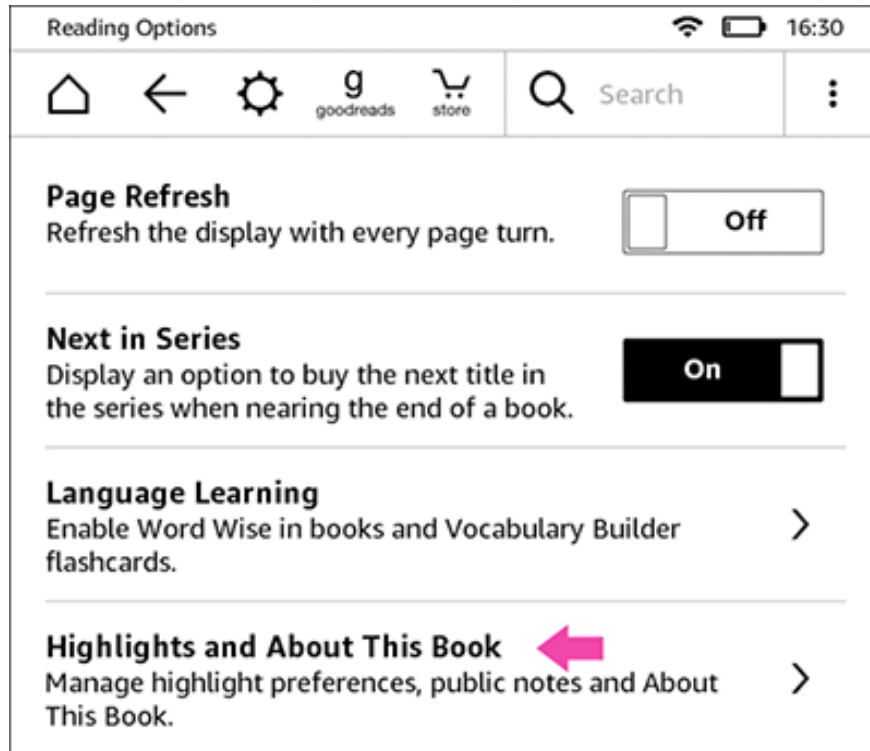 Reading Options 16:30
g
goodreads store Search
Page Refresh
Refresh the display with every page turn.
Off
Next in Series
Display an option to buy the next title in
the series when nearing the end of a book.
On
Language Learning
Enable Word Wise in books and Vocabulary Builder
flashcards.
Highlights and About This Book
Manage highlight preferences, public notes and About
This Book.